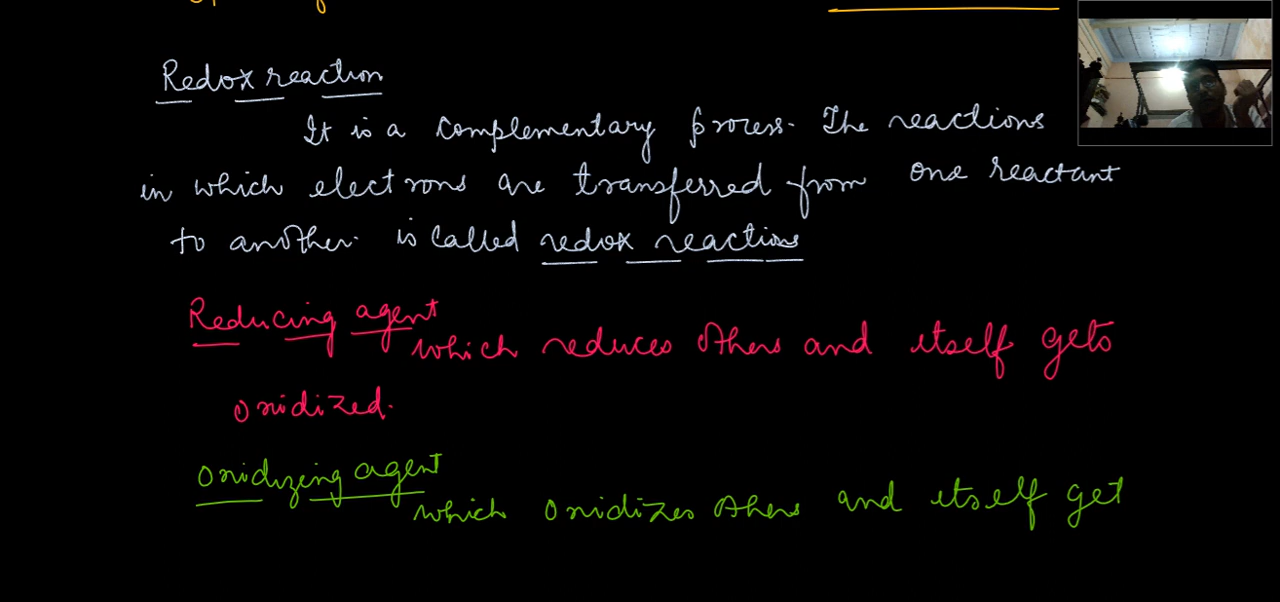 Redox reaction
It is a complementary process. The reactions
in which electrons are transferred from one reactant
to another. is called redox reactions
Reducing agent
which reduces others and itself gets
oxidized.
Oxidizing agent
which oxidizes others and itself get